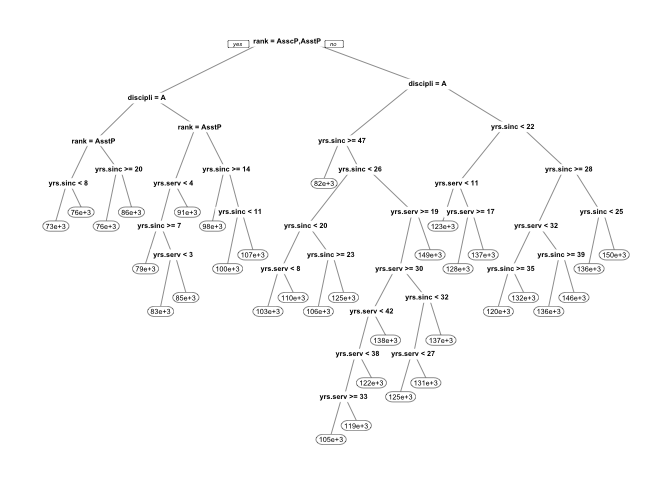 yes rank = AsscP,AsstP no
discipli = A
discipli = A
yrs.sinc < 22
rank = AsstP
rank = AsstP
yrs.sinc >= 47
yrs.sinc >= 20
yrs.sinc >= 14
yrs.sinc < 26
yrs.sinc >= 28
yrs.sinc < 8
yrs.serv < 4
82e+3
yrs.serv < 11
76e+3
86e+3
91e+3
yrs.sinc < 11
yrs.serv >= 19
yrs.serv >= 17
yrs.sinc < 25
73e+3
76e+3
yrs.sinc >= 7
98e+3
yrs.sinc < 20
123e+3
yrs.serv < 32
yrs.serv < 3
107e+3
yrs.sinc >= 23
149e+3
137e+3
yrs.sinc >= 39
150e+3
79e+3
100e+3
yrs.serv < 8
yrs.serv >= 30
128e+3
yrs.sinc >= 35
136e+3
85e+3
110e+3
125e+3
yrs.sinc < 32
132e+3
146e+3
83e+3
103e+3
106e+3
yrs.serv < 42
120e+3
136e+3
138e+3
137e+3
yrs.serv < 38
yrs.serv < 27
122e+3
131e+3
yrs.serv >= 33
125e+3
119e+3
105e+3